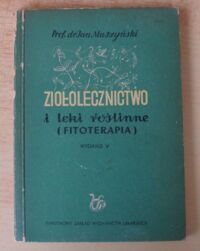 Prof. dr Jan Muszyński
ZIOŁOLECZNICTWO
i leki roślinne
(FITOTERAPIA)
WYDANIE V
PAŃSTWOWY ZAKŁAD WYDAWNICTW LEKARSKICH